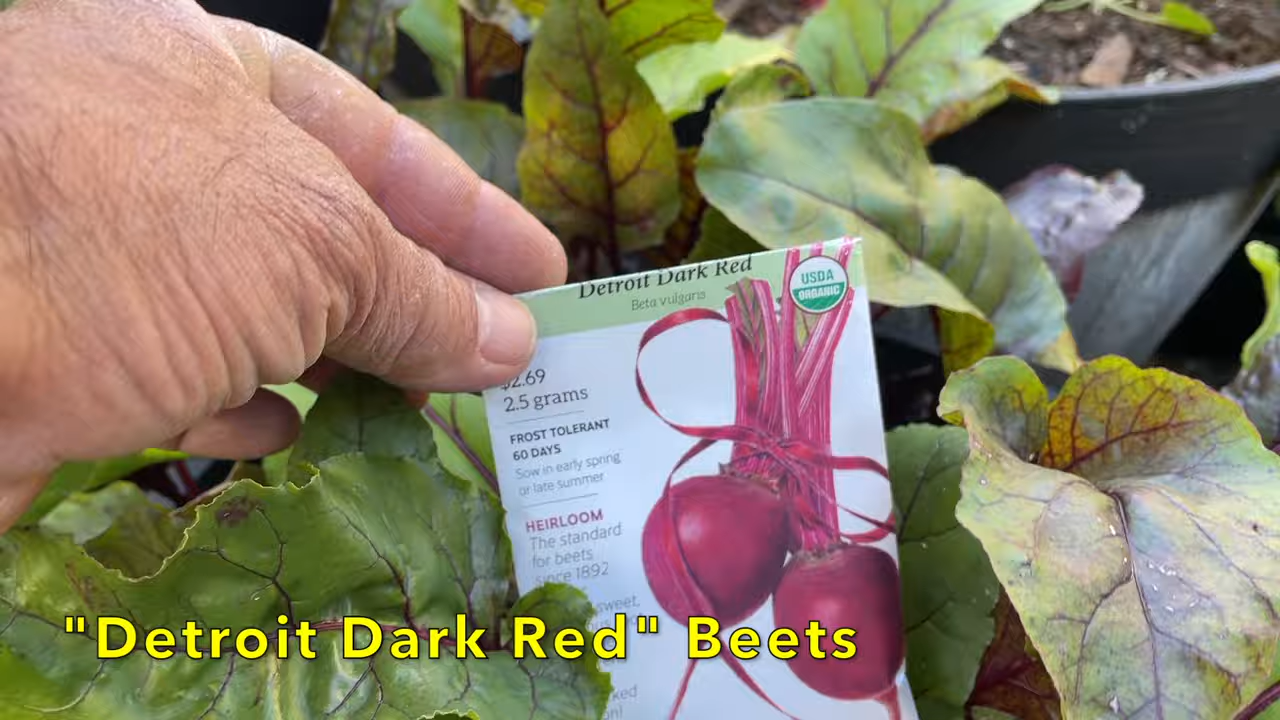 Detroit Dark Red
Beta vulgaris
USDA
ORGANIC
$2.69
2.5 grams
FROST TOLERANT
60 DAYS
Sow in early spring
or late summer
HEIRLOOM
The standard
for beets
since 1892
sweet,
"Detroit Dark Red" Beets